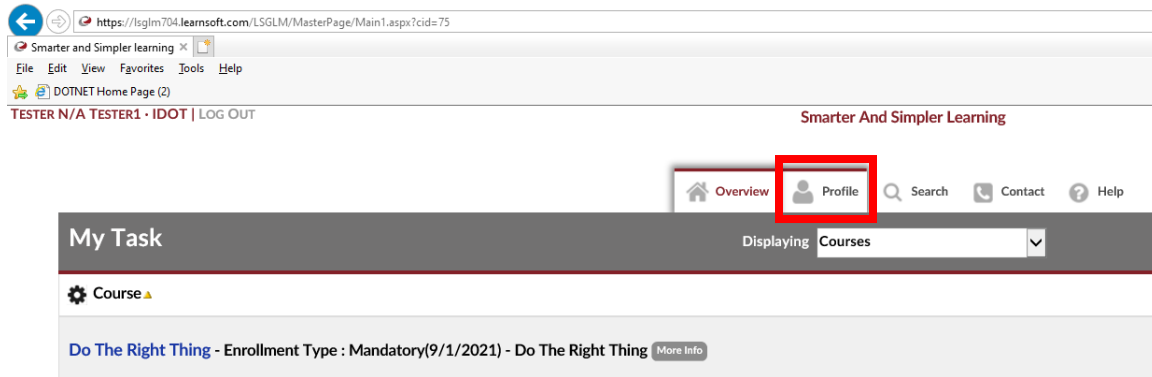 https://lsglm704.learnsoft.com/LSGLM/MasterPage/Main1.aspx?cid=75
Smarter and Simpler learning
File Edit View Favorites Tools Help
DOTNET Home Page (2)
TESTER N/A TESTER1 · IDOT | LOG OUT
Smarter And Simpler Learning
Overview Profile Search Contact Help
My Task Displaying Courses
Course
Do The Right Thing - Enrollment Type : Mandatory(9/1/2021) - Do The Right Thing More Info